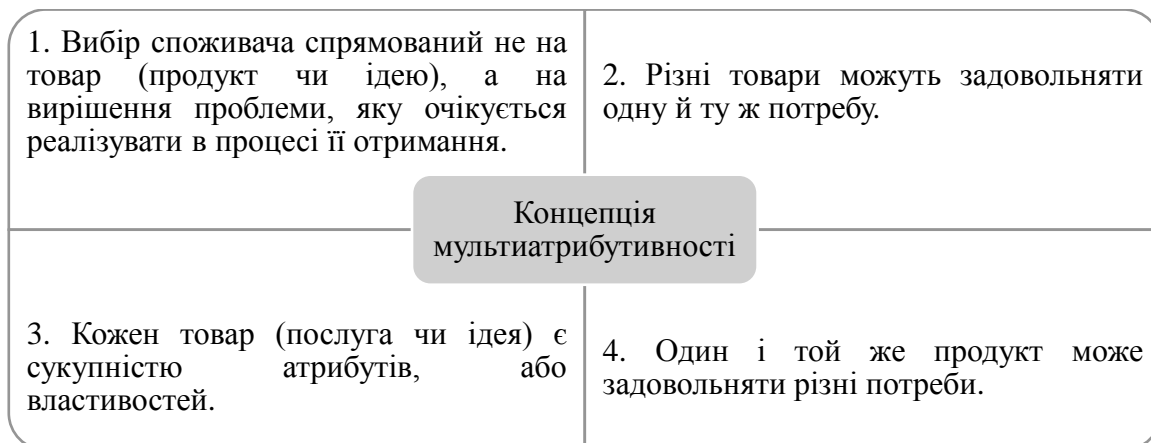 1. Вибір споживача спрямований не на
товар (продукт чи ідею), а на
вирішення проблеми, яку очікується
реалізувати в процесі її отримання.
2. Різні товари можуть задовольняти
одну й ту ж потребу.
Концепція
мультиатрибутивності
3. Кожен товар (послуга чи ідея) є
сукупністю атрибутів, або
властивостей.
4. Один і той же продукт може
задовольняти різні потреби.